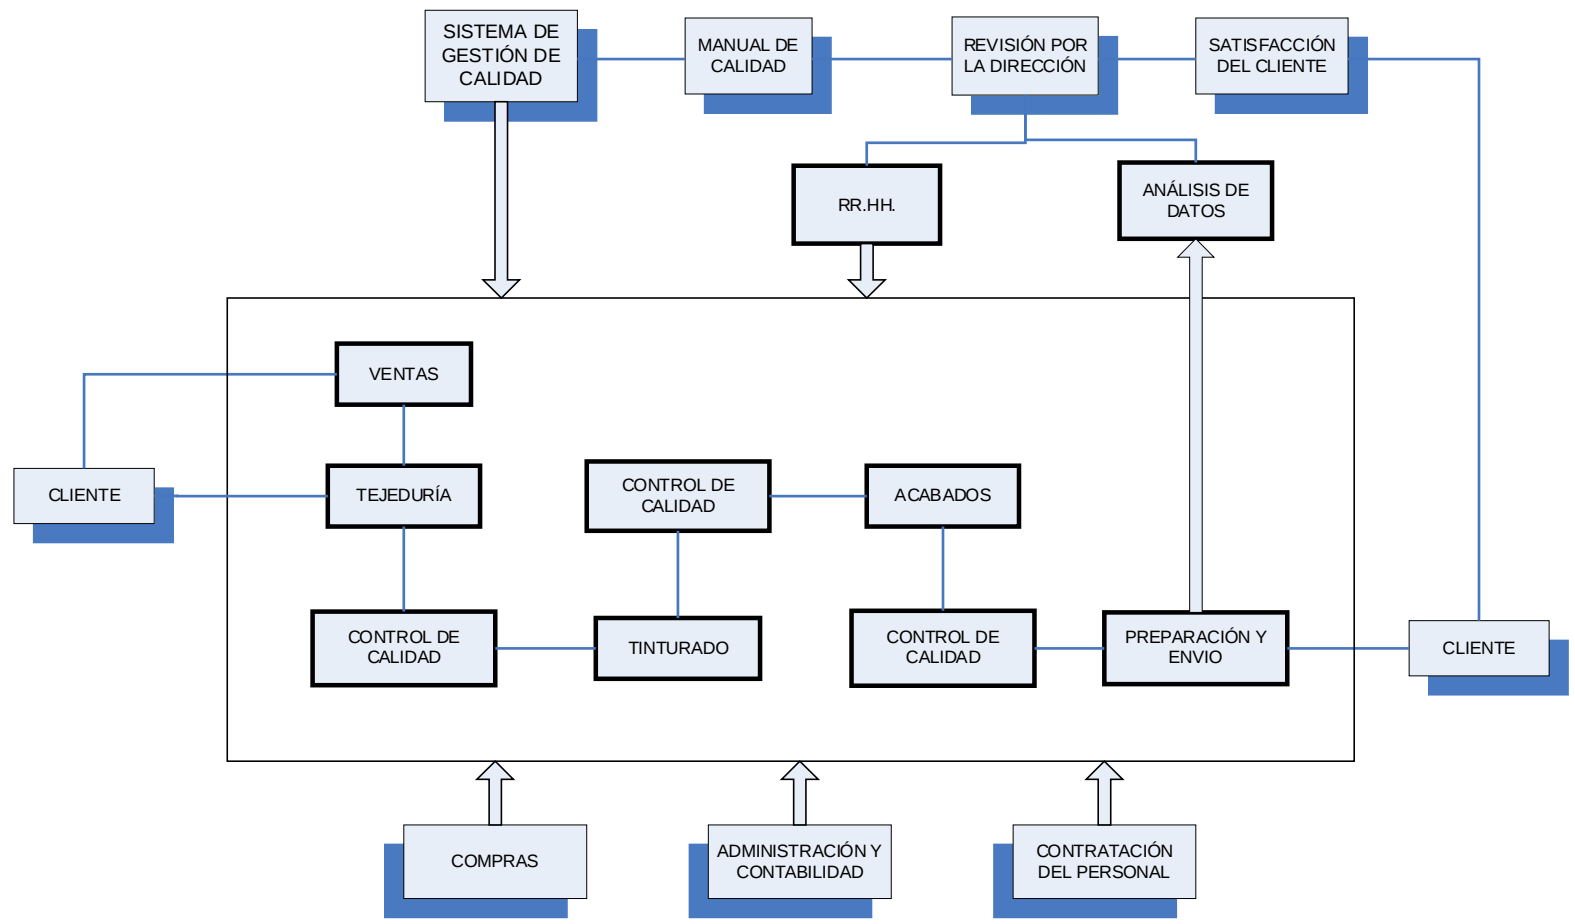 SISTEMA DE
GESTIÓN DE
CALIDAD
MANUAL DE
CALIDAD
REVISIÓN POR
LA DIRECCIÓN
SATISFACCIÓN
DEL CLIENTE
RR.HH.
ANÁLISIS DE
DATOS
VENTAS
CLIENTE
TEJEDURÍA
CONTROL DE
CALIDAD
ACABADOS
CONTROL DE
CALIDAD
TINTURADO
CONTROL DE
CALIDAD
PREPARACIÓN Y
ENVIO
CLIENTE
COMPRAS
ADMINISTRACIÓN Y
CONTABILIDAD
CONTRATACIÓN
DEL PERSONAL